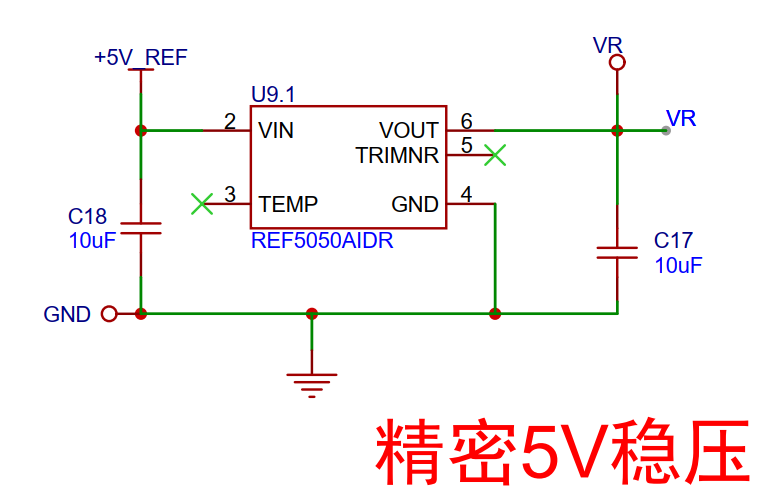 VR
+5V_REF
U9.1
VR
2 VIN VOUT 6
TRIMNR 5
3 TEMP GND 4
C18
10uF
REF5050AIDR
C17
10uF
GND
精密5V稳压